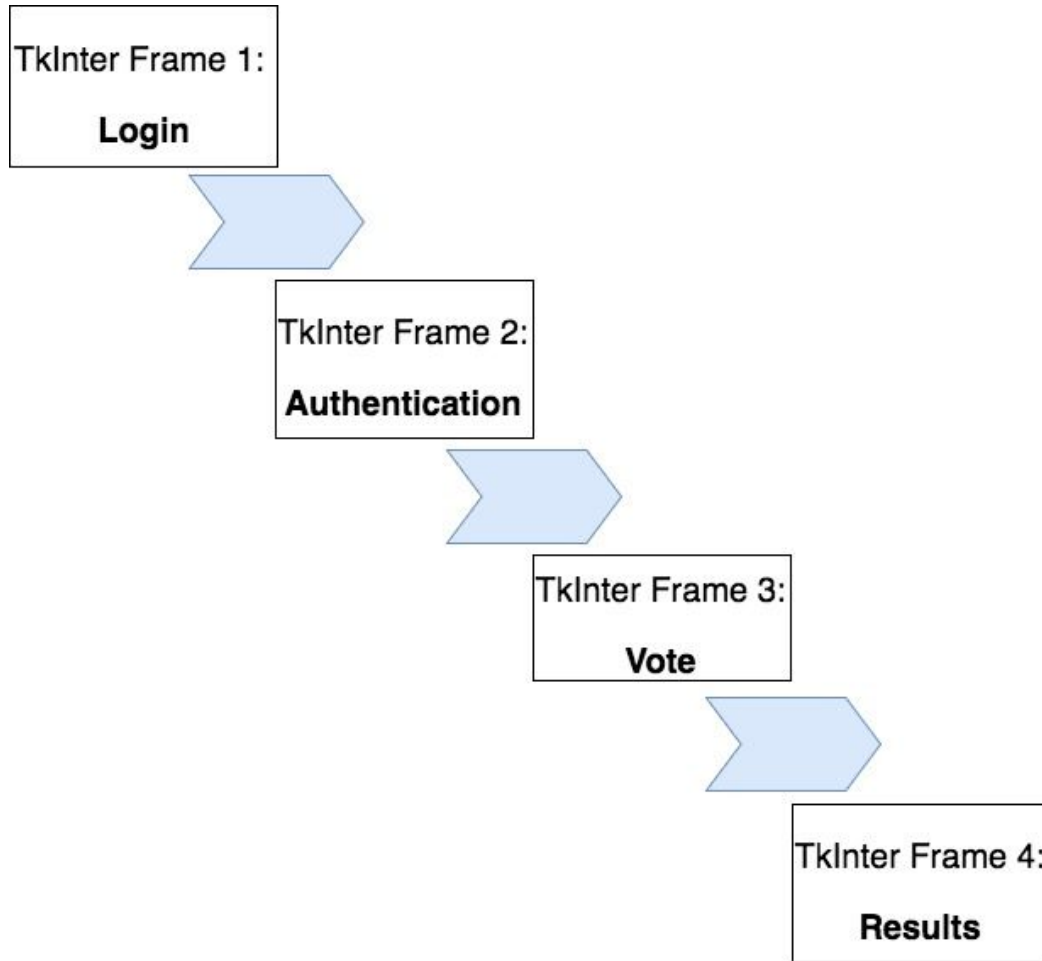 TkInter Frame 1:
Login
TkInter Frame 2:
Authentication
TkInter Frame 3:
Vote
TkInter Frame 4:
Results